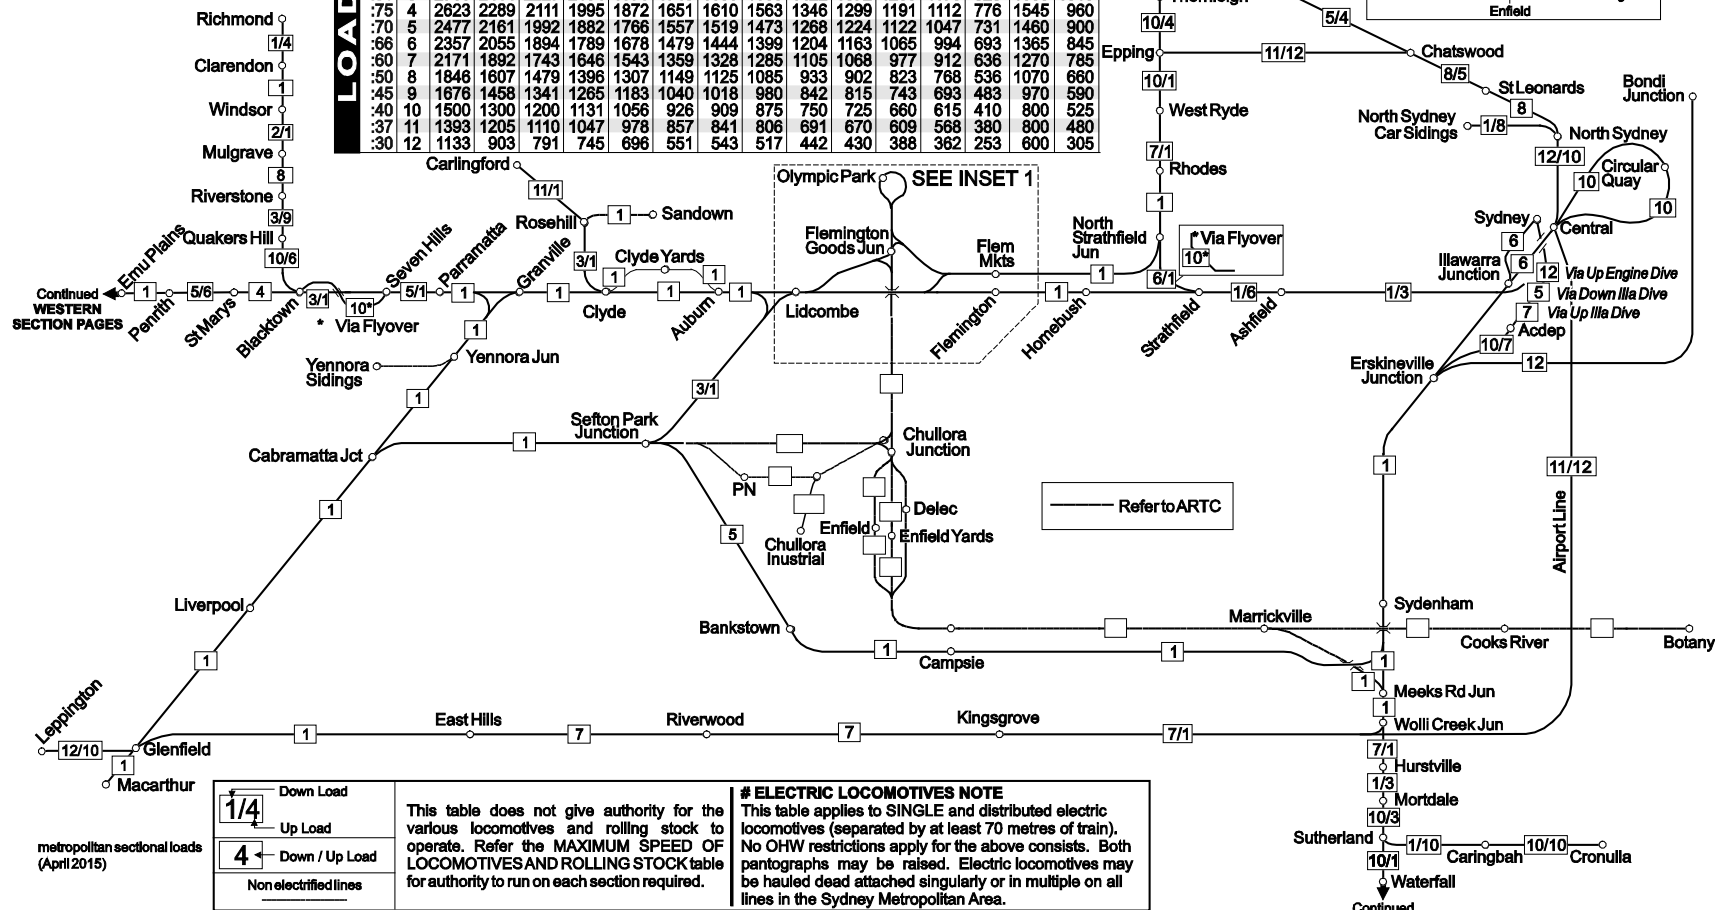 Richmond
1/4
Clarendon
1
Windsor
2/1
Mulgrave
8
Riverstone
3/9
Quakers Hill
10/6
LOAD
:75 4 2623 2289 2111 1995 1872 1651 1610 1563 1346 1299 1191 1112 776 1545 960
:70 5 2477 2161 1992 1882 1766 1557 1519 1473 1268 1224 1122 1047 731 1460 900
:66 6 2357 2055 1894 1789 1678 1479 1444 1399 1204 1163 1065 994 693 1365 845
:60 7 2171 1892 1743 1646 1543 1359 1328 1285 1105 1068 977 912 636 1270 785
:50 8 1846 1607 1479 1396 1307 1149 1125 1085 933 902 823 768 536 1070 660
:45 9 1676 1458 1341 1265 1183 1040 1018 980 842 815 743 693 483 970 590
:40 10 1500 1300 1200 1131 1056 926 909 875 750 725 660 615 410 800 525
:37 11 1393 1205 1110 1047 978 857 841 806 691 670 609 568 380 800 480
:30 12 1133 903 791 745 696 551 543 517 442 430 388 362 253 600 305
10/4
Epping
10/1
West Ryde
7/1
Rhodes
1
North
Strathfield
Jun
6/1
Enfield
5/4
11/12
Chatswood
8/5
St Leonards
8
Bondi
Junction
North Sydney
Car Sidings
1/8
North Sydney
12/10
Circular
Quay
10
10
Sydney
Central
6
6
Illawarra
Junction
12
Via Up Engine Dive
5
Via Down Illa Dive
7
Via Up Illa Dive
Acdep
10/7
Erskineville
Junction
12
Carlingford
11/1
Rosehill
1
Sandown
3/1
Clyde Yards
1
1
Olympic Park
SEE INSET 1
Flemington
Goods Jun
Flem
Mkts
1
* Via Flyover
10*
Continued
WESTERN
SECTION PAGES
Emu Plains
1
Penrith
5/6
St Marys
4
Blacktown
3/1
10*
* Via Flyover
Seven Hills
5/1
Parramatta
1
Granville
1
Clyde
1
Auburn
1
Lidcombe
Flemington
1
Homebush
Strathfield
1/6
Ashfield
1/3
1
Yennora Jun
Yennora
Sidings
1
3/1
Cabramatta Jct
1
Sefton Park
Junction
Chullora
Junction
PN
Chullora
Inustrial
Enfield
Delec
Enfield Yards
Refer to ARTC
1
11/12
Airport Line
1
5
Liverpool
1
Bankstown
1
Campsie
1
Marrickville
Sydenham
Cooks River
Botany
1
1
Meeks Rd Jun
1
Wolli Creek Jun
Leppington
12/10
Glenfield
1
Macarthur
1
East Hills
7
Riverwood
7
Kingsgrove
7/1
7/1
Hurstville
1/3
Mortdale
10/3
Sutherland
1/10
Caringbah
10/10
Cronulla
10/1
Waterfall
Continued
metropolitan sectional loads
(April 2015)
1/4
Down Load
Up Load
4
Down / Up Load
Non electrified lines
This table does not give authority for the
various locomotives and rolling stock to
operate. Refer the MAXIMUM SPEED OF
LOCOMOTIVES AND ROLLING STOCK table
for authority to run on each section required.
# ELECTRIC LOCOMOTIVES NOTE
This table applies to SINGLE and distributed electric
locomotives (separated by at least 70 metres of train).
No OHW restrictions apply for the above consists. Both
pantographs may be raised. Electric locomotives may
be hauled dead attached singularly or in multiple on all
lines in the Sydney Metropolitan Area.